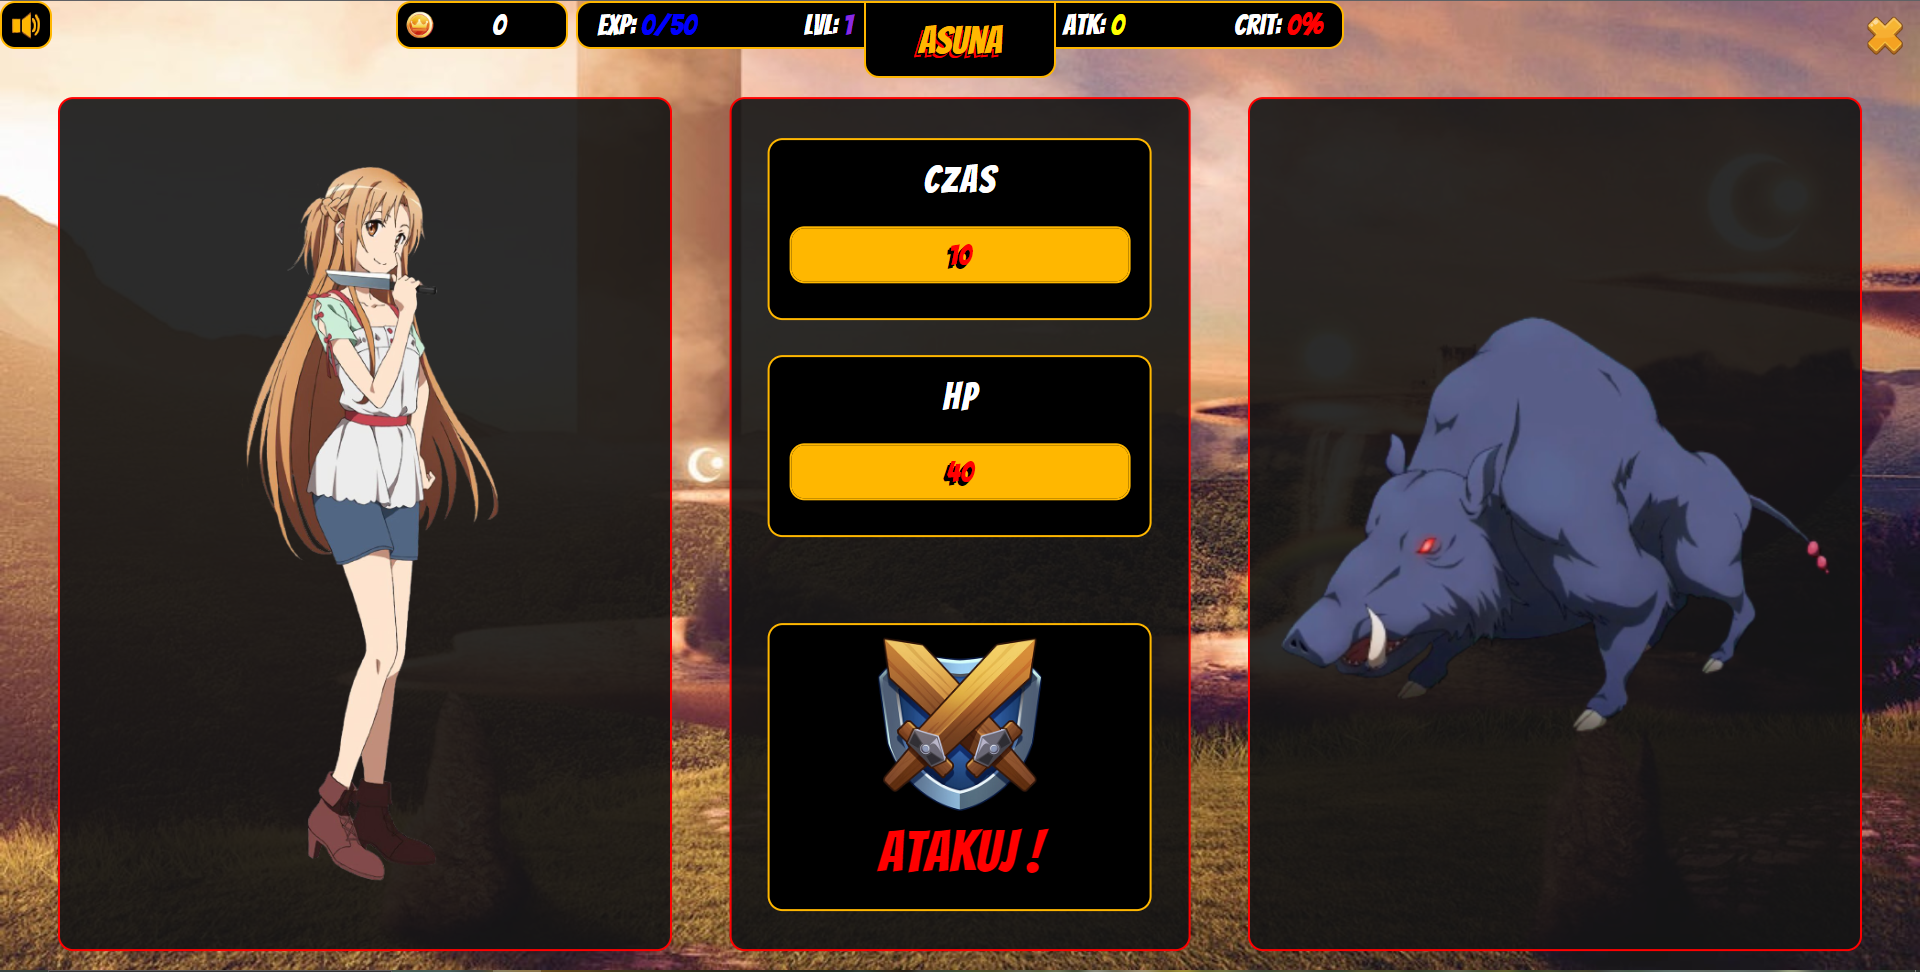 0
EXP: 0/50
LVL: 1
ASUNA
ATK: 0
CRIT: 0%
CZAS
10
HP
40
ATAKUJ !